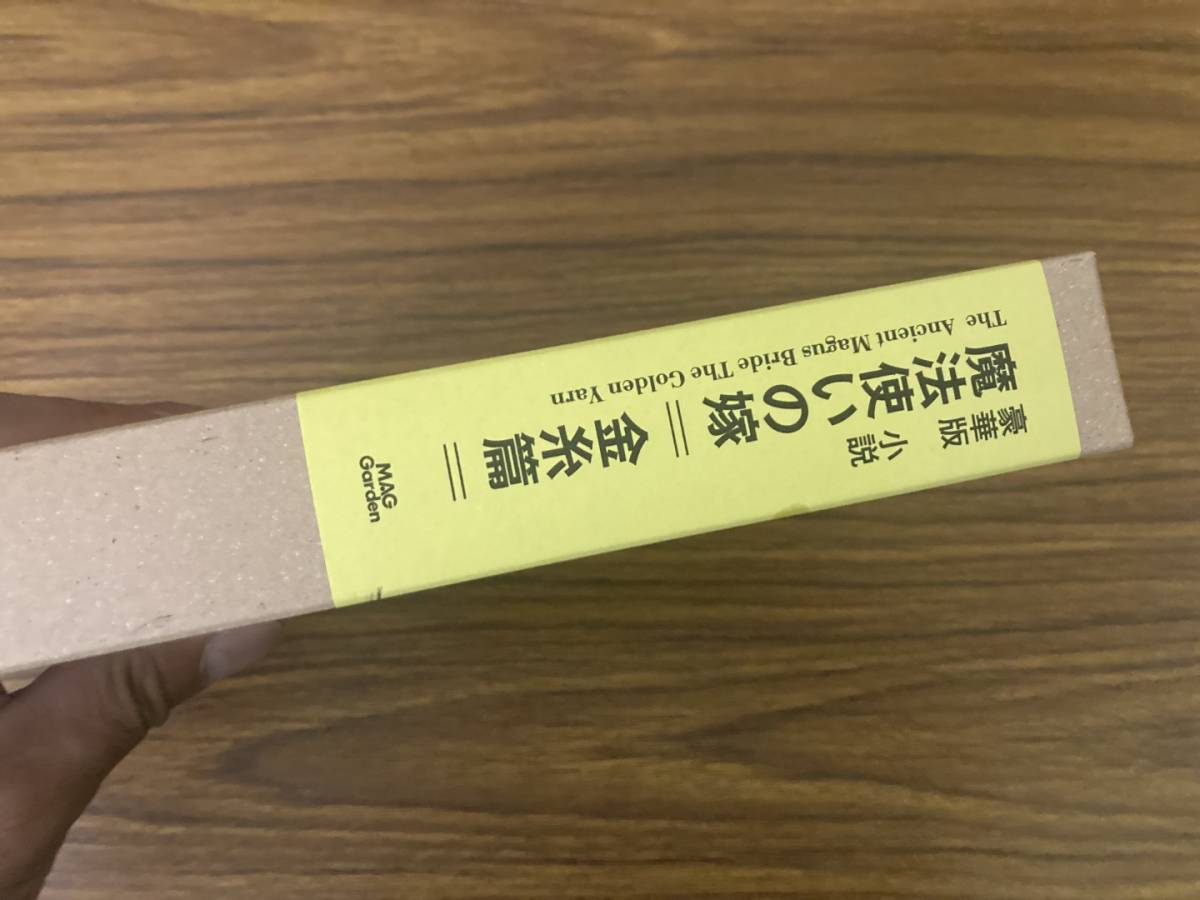 豪華版
小説
魔法使いの嫁
金糸篇
The Ancient Magus Bride The Golden Yarn
MAG
Garden